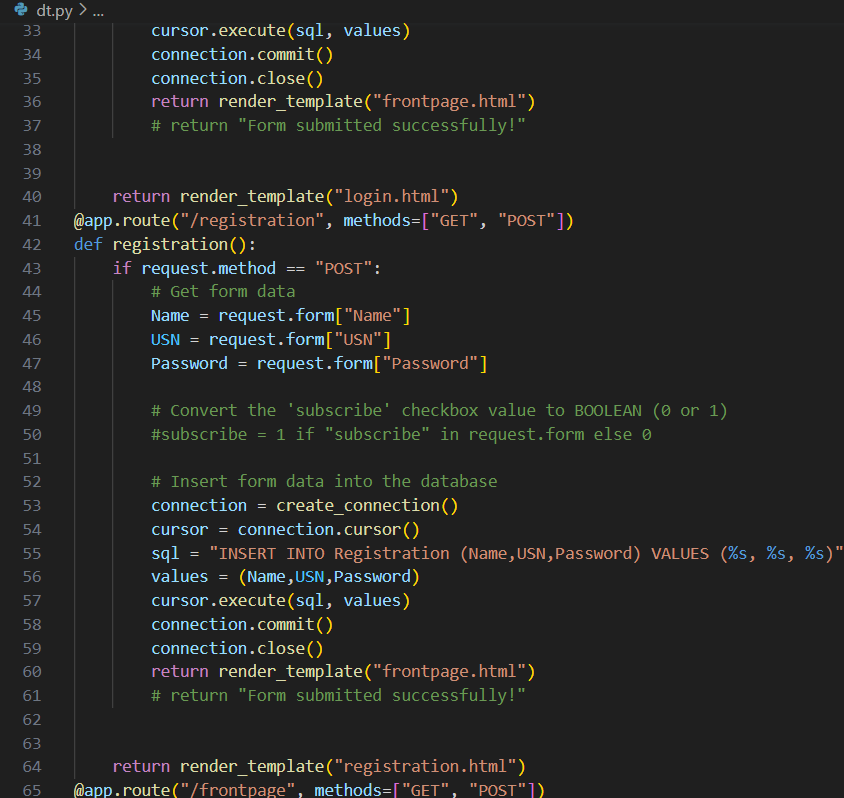 dt.py > ...
33 cursor.execute(sql, values)
34 connection.commit()
35 connection.close()
36 return render_template("frontpage.html")
37 # return "Form submitted successfully!"
38
39
40 return render_template("login.html")
41 @app.route("/registration", methods=["GET", "POST"])
42 def registration():
43 if request.method == "POST":
44 # Get form data
45 Name = request.form["Name"]
46 USN = request.form["USN"]
47 Password = request.form["Password"]
48
49 # Convert the 'subscribe' checkbox value to BOOLEAN (0 or 1)
50 #subscribe = 1 if "subscribe" in request.form else 0
51
52 # Insert form data into the database
53 connection = create_connection()
54 cursor = connection.cursor()
55 sql = "INSERT INTO Registration (Name,USN,Password) VALUES (%s, %s, %s)"
56 values = (Name,USN,Password)
57 cursor.execute(sql, values)
58 connection.commit()
59 connection.close()
60 return render_template("frontpage.html")
61 # return "Form submitted successfully!"
62
63
64 return render_template("registration.html")
65 @app.route("/frontpage", methods=["GET", "POST"])